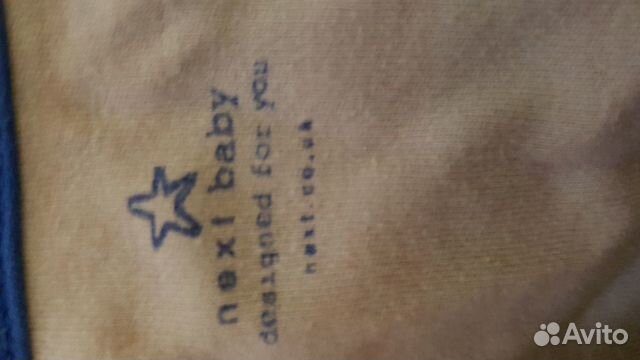 next baby
designed for you
next.co.uk
Avito